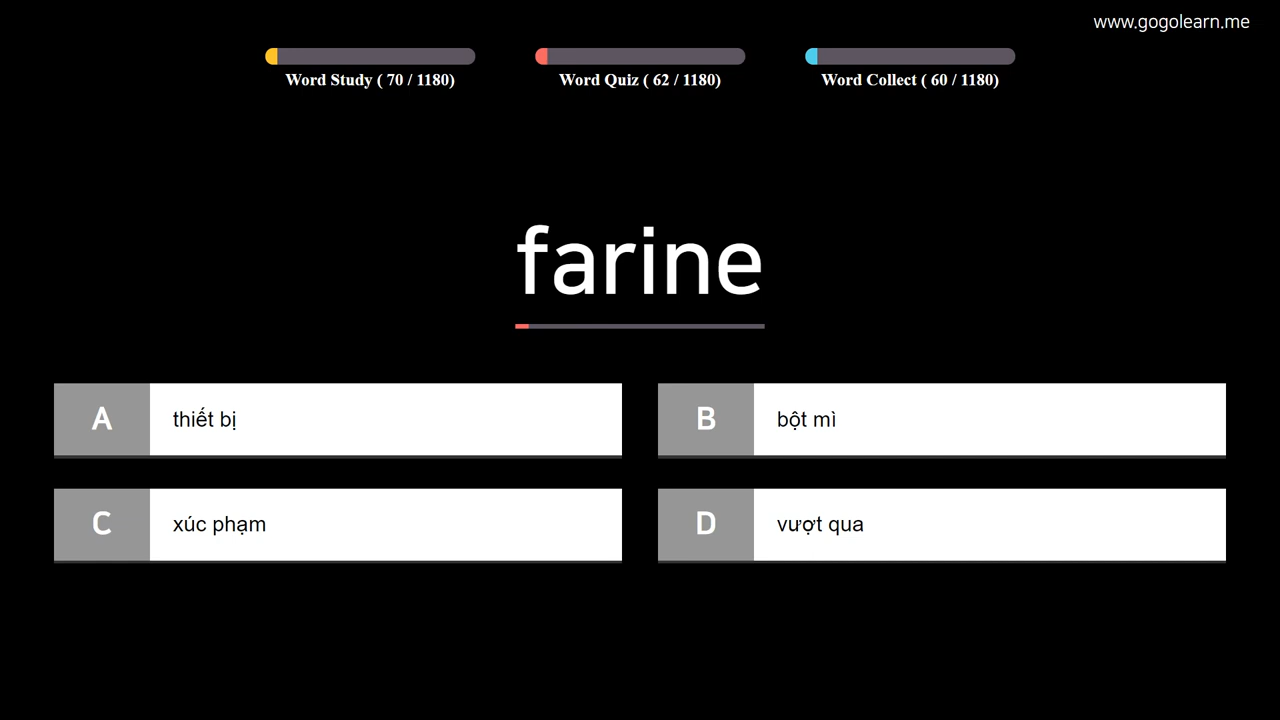 www.gogolearn.me
Word Study ( 70 / 1180)
Word Quiz ( 62 / 1180)
Word Collect ( 60 / 1180)
farine
A thiết bị
B bột mì
C xúc phạm
D vượt qua